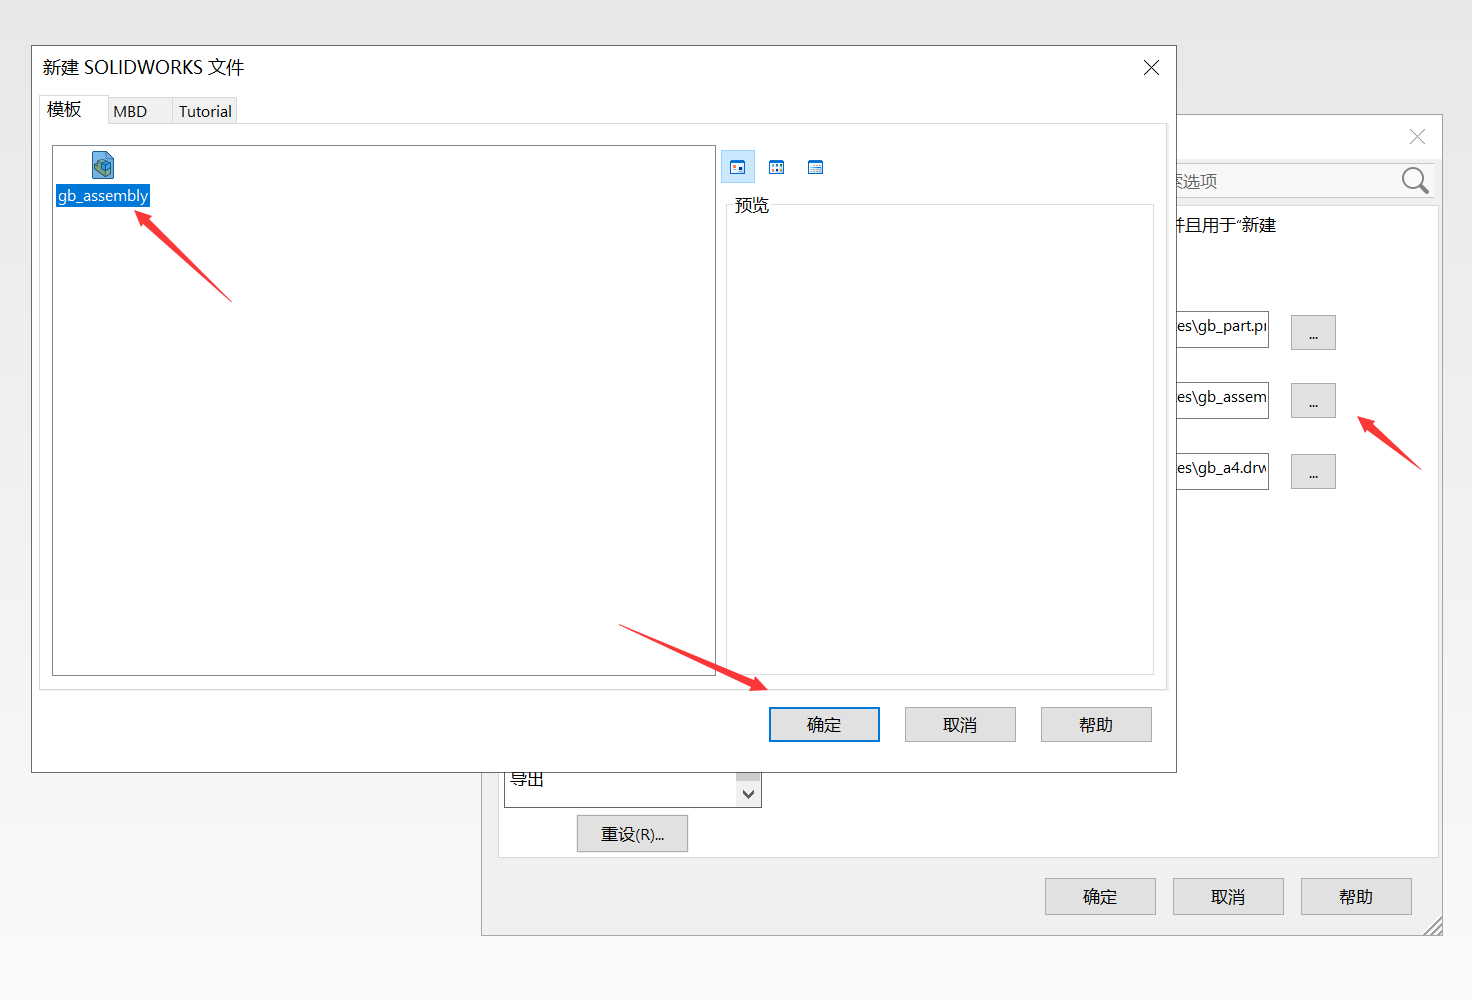 新建 SOLIDWORKS 文件
模板
MBD
Tutorial
gb_assembly
预览
确定
取消
帮助
索选项
并且用于“新建
es\gb_part.pr
...
es\gb_assem
...
es\gb_a4.drw
...
导出
重设(R)...
确定
取消
帮助